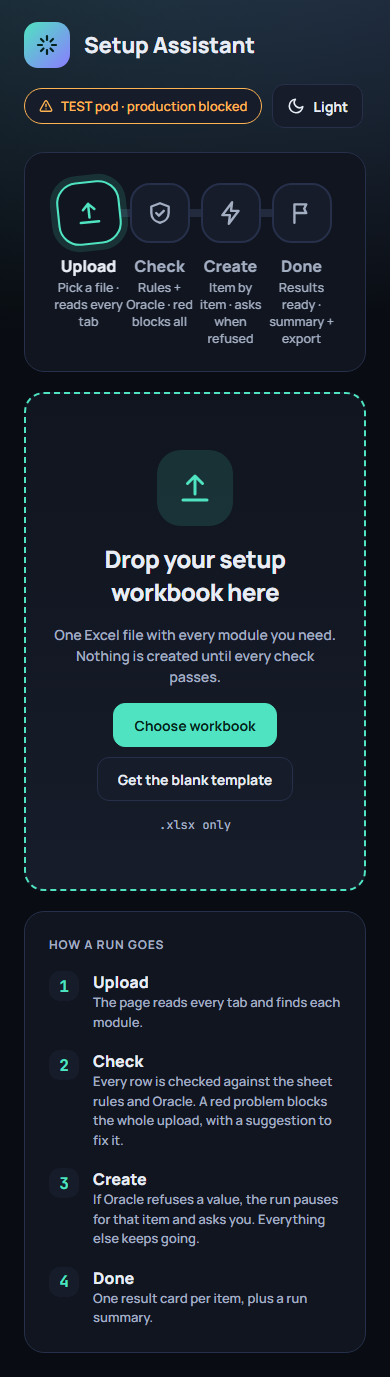 Setup Assistant
TEST pod · production blocked
Light
Upload
Pick a file ·
reads every
tab
Check
Rules +
Oracle · red
blocks all
Create
Item by
item · asks
when
refused
Done
Results
ready ·
summary +
export
Drop your setup
workbook here
One Excel file with every module you need.
Nothing is created until every check
passes.
Choose workbook
Get the blank template
.xlsx only
HOW A RUN GOES
1
Upload
The page reads every tab and finds each
module.
2
Check
Every row is checked against the sheet
rules and Oracle. A red problem blocks
the whole upload, with a suggestion to
fix it.
3
Create
If Oracle refuses a value, the run pauses
for that item and asks you. Everything
else keeps going.
4
Done
One result card per item, plus a run
summary.